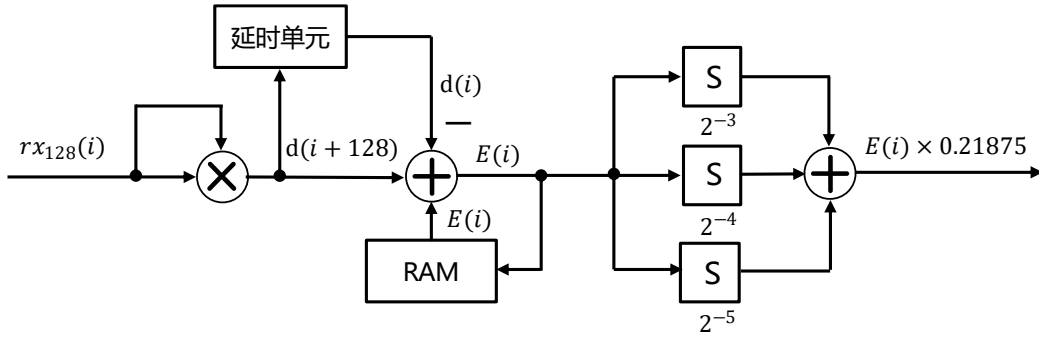 延时单元
d(i)
−
S
2⁻³
rx₁₂₈(i)
d(i + 128)
E(i)
S
2⁻⁴
E(i) × 0.21875
E(i)
RAM
S
2⁻⁵